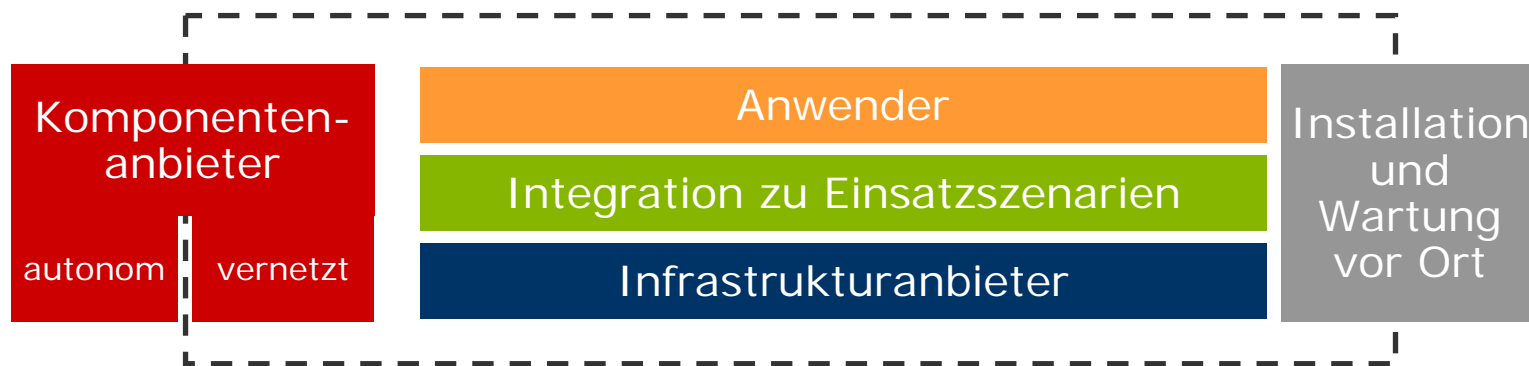 Komponenten-
anbieter
autonom
vernetzt
Anwender
Integration zu Einsatzszenarien
Infrastrukturanbieter
Installation
und
Wartung
vor Ort